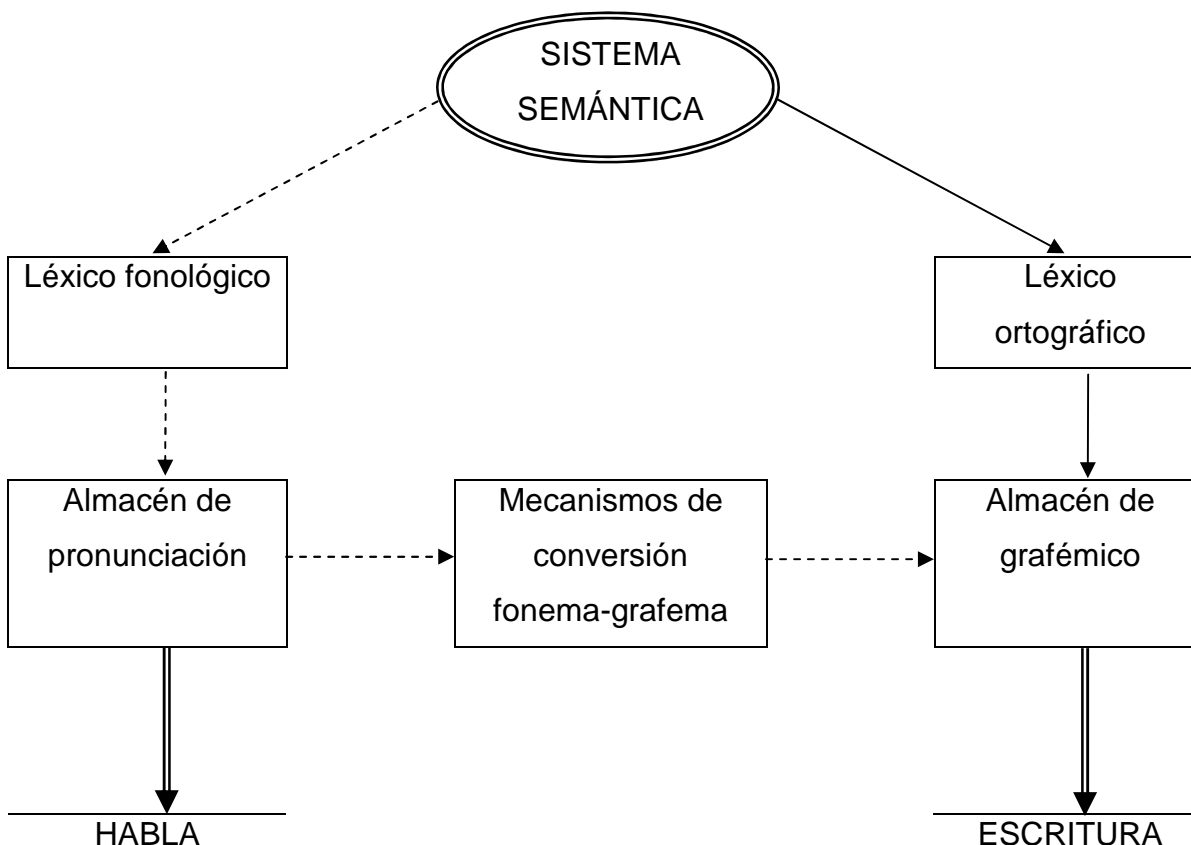 SISTEMA
SEMÁNTICA
Léxico fonológico
Léxico
ortográfico
Almacén de
pronunciación
Mecanismos de
conversión
fonema-grafema
Almacén de
grafémico
HABLA
ESCRITURA